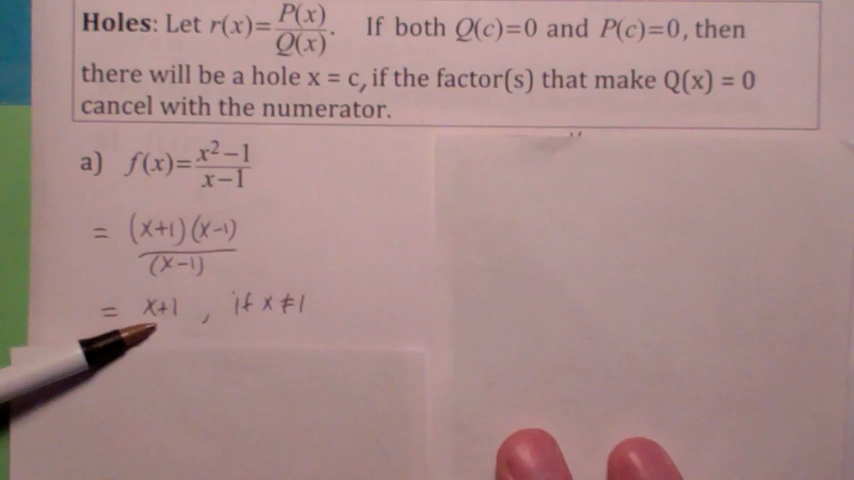 Holes: Let r(x)=P(x)/Q(x). If both Q(c)=0 and P(c)=0, then
there will be a hole x = c, if the factor(s) that make Q(x) = 0
cancel with the numerator.
a) f(x)=x²−1/x−1
= (x+1)(x-1)/(x-1)
= x+1 , if x≠1